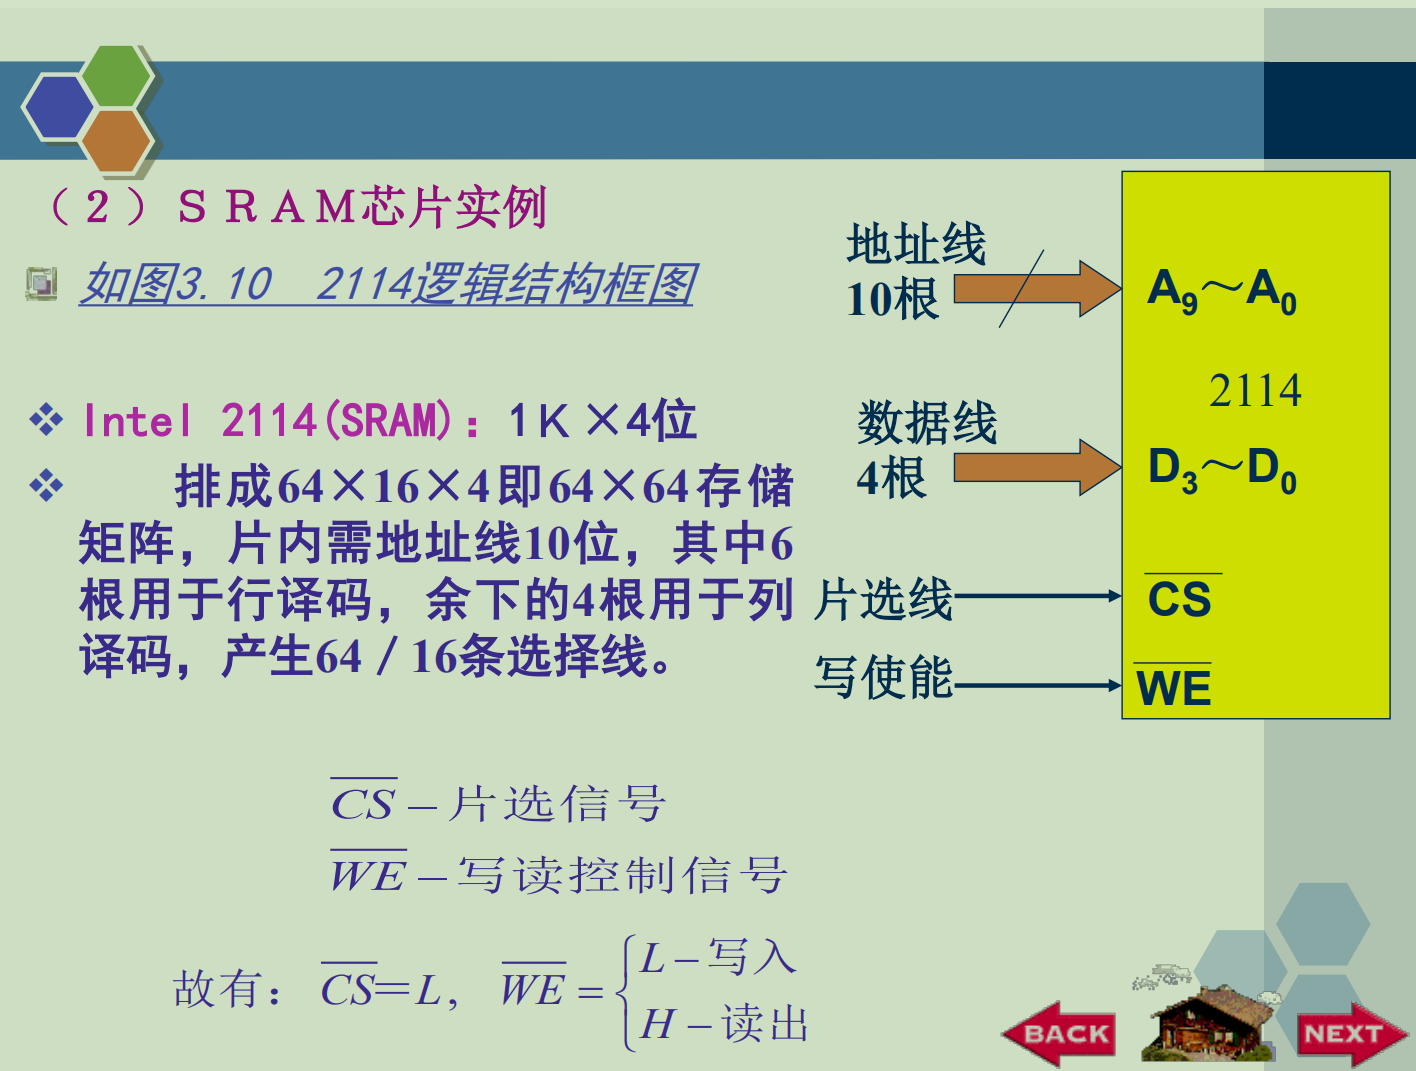 （２）ＳＲＡＭ芯片实例
如图3.10 2114逻辑结构框图
Intel 2114(SRAM)：1Ｋ×4位
排成64×16×4即64×64存储
矩阵，片内需地址线10位，其中6
根用于行译码，余下的4根用于列
译码，产生64／16条选择线。
地址线
10根
A₉～A₀
2114
数据线
4根
D₃～D₀
片选线
C̅S̅
写使能
W̅E̅
C̅S̅－片选信号
W̅E̅－写读控制信号
故有： C̅S̅=L, W̅E̅ = { L－写入
H－读出
BACK
NEXT